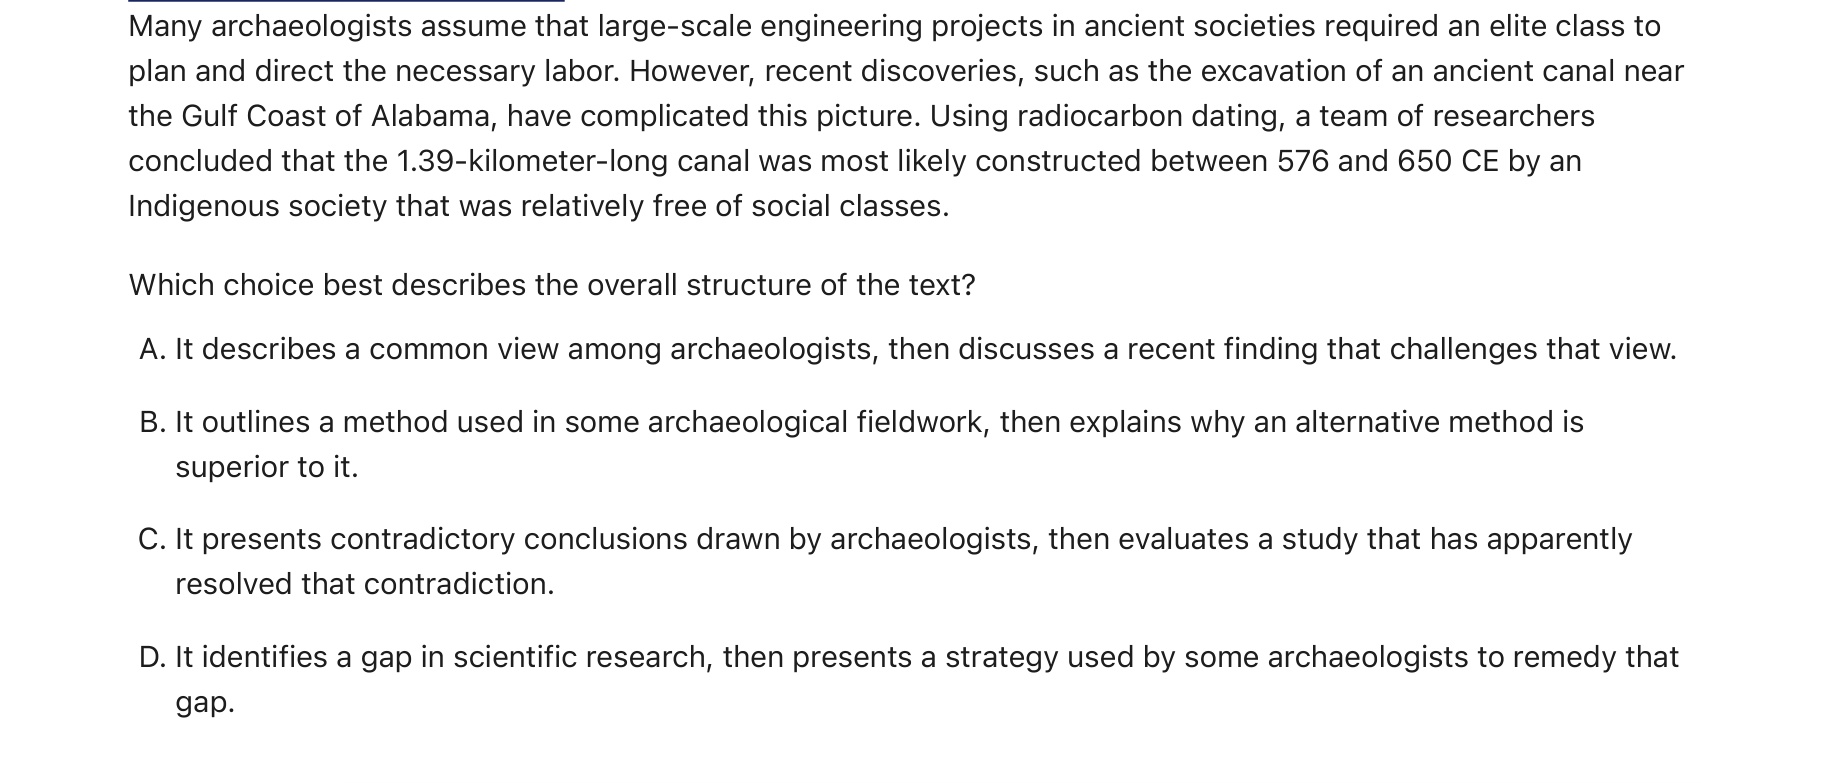 Many archaeologists assume that large-scale engineering projects in ancient societies required an elite class to
plan and direct the necessary labor. However, recent discoveries, such as the excavation of an ancient canal near
the Gulf Coast of Alabama, have complicated this picture. Using radiocarbon dating, a team of researchers
concluded that the 1.39-kilometer-long canal was most likely constructed between 576 and 650 CE by an
Indigenous society that was relatively free of social classes.
Which choice best describes the overall structure of the text?
A. It describes a common view among archaeologists, then discusses a recent finding that challenges that view.
B. It outlines a method used in some archaeological fieldwork, then explains why an alternative method is
superior to it.
C. It presents contradictory conclusions drawn by archaeologists, then evaluates a study that has apparently
resolved that contradiction.
D. It identifies a gap in scientific research, then presents a strategy used by some archaeologists to remedy that
gap.